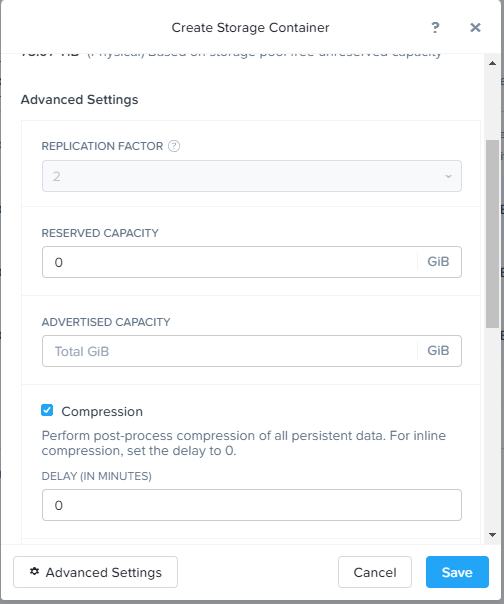 Create Storage Container
?
(Physical) Based on storage pool free unreserved capacity
Advanced Settings
REPLICATION FACTOR ?
2
RESERVED CAPACITY
0 GiB
ADVERTISED CAPACITY
Total GiB GiB
Compression
Perform post-process compression of all persistent data. For inline
compression, set the delay to 0.
DELAY (IN MINUTES)
0
Advanced Settings
Cancel
Save